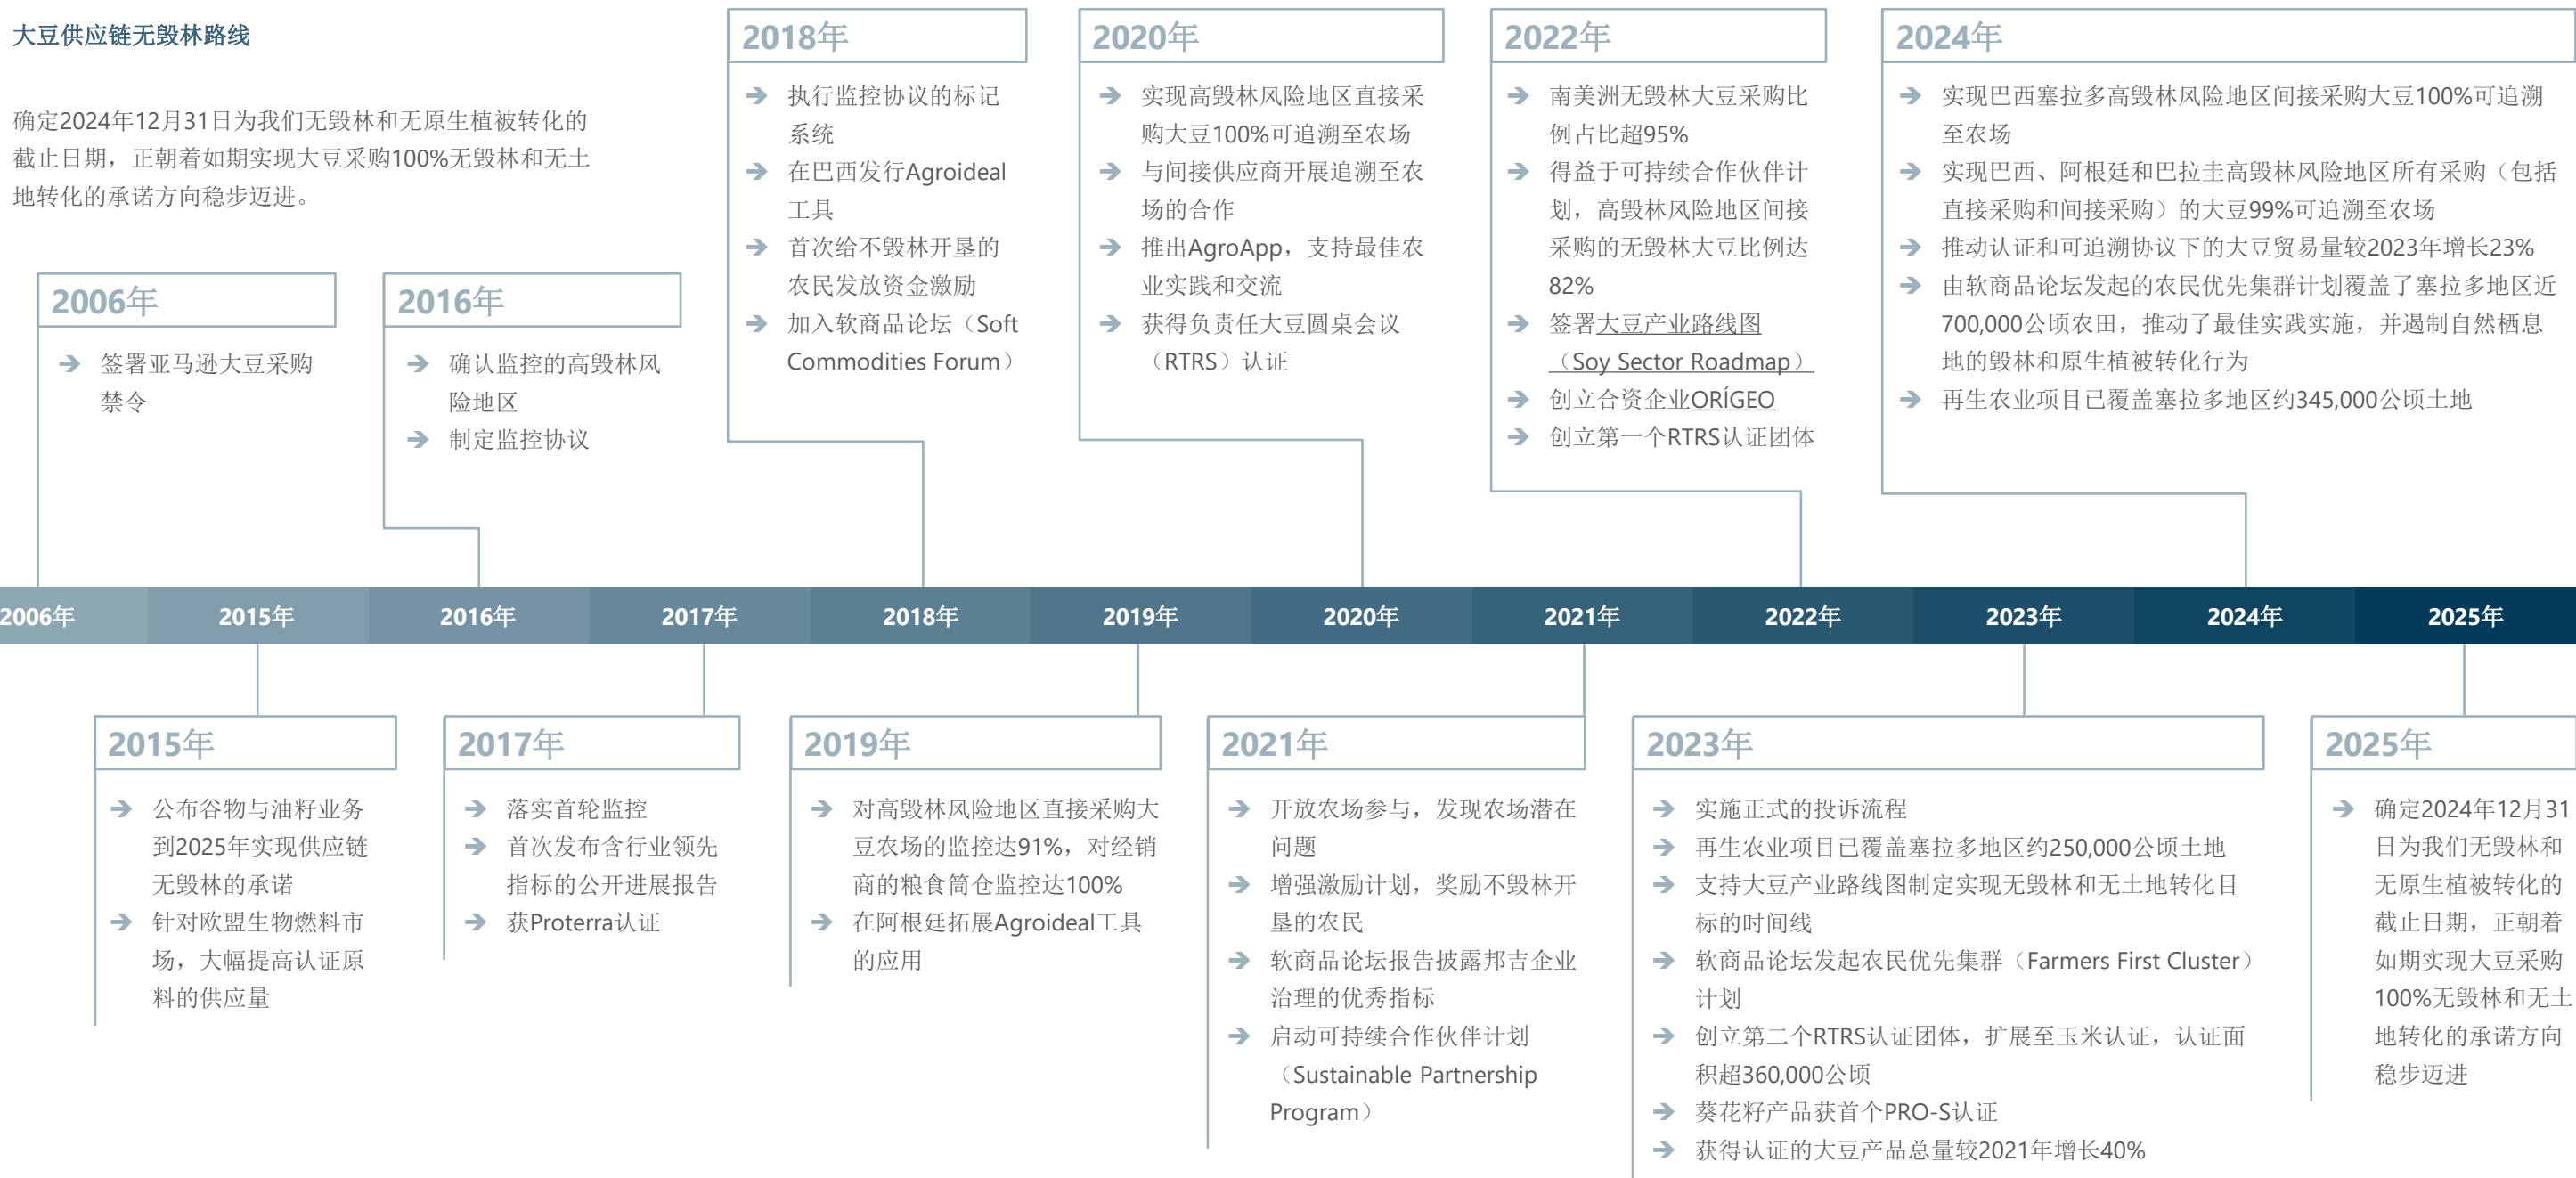 大豆供应链无毁林路线
确定2024年12月31日为我们无毁林和无原生植被转化的
截止日期，正朝着如期实现大豆采购100%无毁林和无土
地转化的承诺方向稳步迈进。
2006年
签署亚马逊大豆采购
禁令
2016年
确认监控的高毁林风
险地区
制定监控协议
2018年
执行监控协议的标记
系统
在巴西发行Agroideal
工具
首次给不毁林开垦的
农民发放资金激励
加入软商品论坛（Soft
Commodities Forum）
2020年
实现高毁林风险地区直接采
购大豆100%可追溯至农场
与间接供应商开展追溯至农
场的合作
推出AgroApp，支持最佳农
业实践和交流
获得负责任大豆圆桌会议
（RTRS）认证
2022年
南美洲无毁林大豆采购比
例占比超95%
得益于可持续合作伙伴计
划，高毁林风险地区间接
采购的无毁林大豆比例达
82%
签署大豆产业路线图
（Soy Sector Roadmap）
创立合资企业ORÍGEO
创立第一个RTRS认证团体
2024年
实现巴西塞拉多高毁林风险地区间接采购大豆100%可追溯
至农场
实现巴西、阿根廷和巴拉圭高毁林风险地区所有采购（包括
直接采购和间接采购）的大豆99%可追溯至农场
推动认证和可追溯协议下的大豆贸易量较2023年增长23%
由软商品论坛发起的农民优先集群计划覆盖了塞拉多地区近
700,000公顷农田，推动了最佳实践实施，并遏制自然栖息
地的毁林和原生植被转化行为
再生农业项目已覆盖塞拉多地区约345,000公顷土地
2006年 2015年 2016年 2017年 2018年 2019年 2020年 2021年 2022年 2023年 2024年 2025年
2015年
公布谷物与油籽业务
到2025年实现供应链
无毁林的承诺
针对欧盟生物燃料市
场，大幅提高认证原
料的供应量
2017年
落实首轮监控
首次发布含行业领先
指标的公开进展报告
获Proterra认证
2019年
对高毁林风险地区直接采购大
豆农场的监控达91%，对经销
商的粮食筒仓监控达100%
在阿根廷拓展Agroideal工具
的应用
2021年
开放农场参与，发现农场潜在
问题
增强激励计划，奖励不毁林开
垦的农民
软商品论坛报告披露邦吉企业
治理的优秀指标
启动可持续合作伙伴计划
（Sustainable Partnership
Program）
2023年
实施正式的投诉流程
再生农业项目已覆盖塞拉多地区约250,000公顷土地
支持大豆产业路线图制定实现无毁林和无土地转化目
标的时间线
软商品论坛发起农民优先集群（Farmers First Cluster）
计划
创立第二个RTRS认证团体，扩展至玉米认证，认证面
积超360,000公顷
葵花籽产品获首个PRO-S认证
获得认证的大豆产品总量较2021年增长40%
2025年
确定2024年12月31
日为我们无毁林和
无原生植被转化的
截止日期，正朝着
如期实现大豆采购
100%无毁林和无土
地转化的承诺方向
稳步迈进